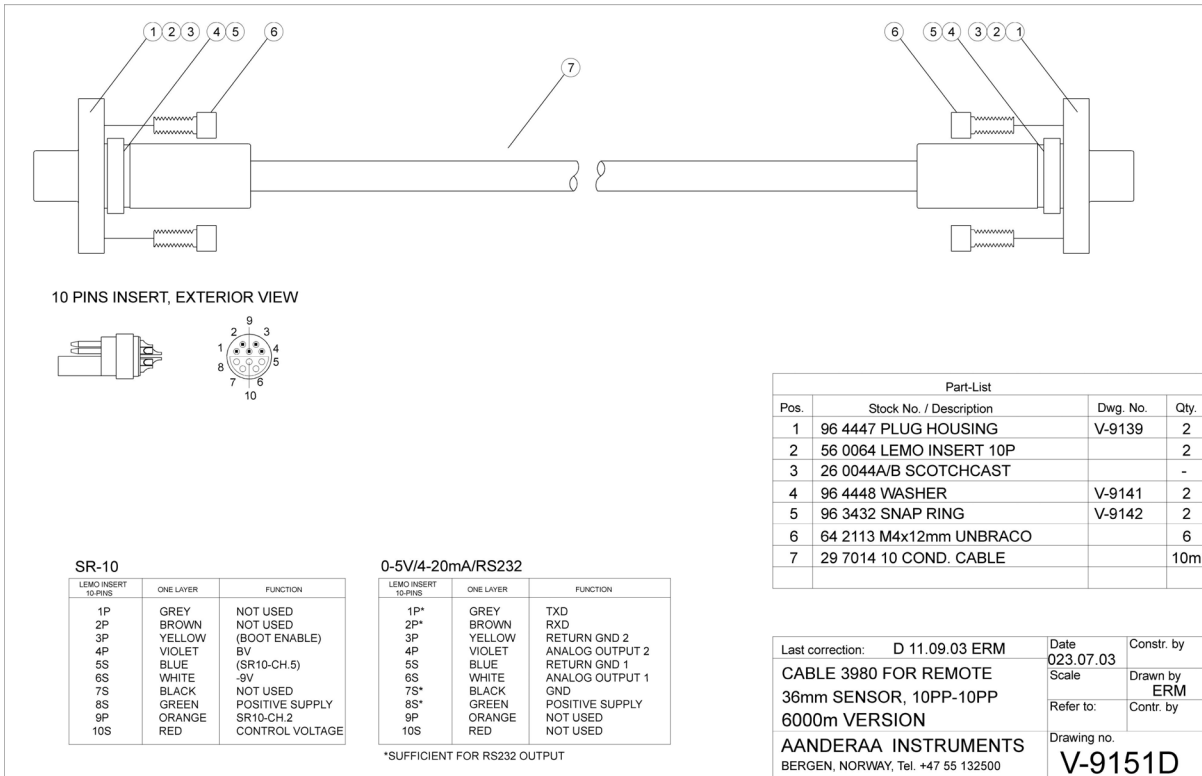 1 2 3 4 5 6
6 5 4 3 2 1
7
10 PINS INSERT, EXTERIOR VIEW
9
2 3
1 4
8 5
7 6
10
Part-List
Pos. Stock No. / Description Dwg. No. Qty.
1 96 4447 PLUG HOUSING V-9139 2
2 56 0064 LEMO INSERT 10P 2
3 26 0044A/B SCOTCHCAST -
4 96 4448 WASHER V-9141 2
5 96 3432 SNAP RING V-9142 2
6 64 2113 M4x12mm UNBRACO 6
7 29 7014 10 COND. CABLE 10m
SR-10
LEMO INSERT 10-PINS ONE LAYER FUNCTION
1P GREY NOT USED
2P BROWN NOT USED
3P YELLOW (BOOT ENABLE)
4P VIOLET BV
5S BLUE (SR10-CH.5)
6S WHITE -9V
7S BLACK NOT USED
8S GREEN POSITIVE SUPPLY
9P ORANGE SR10-CH.2
10S RED CONTROL VOLTAGE
0-5V/4-20mA/RS232
LEMO INSERT 10-PINS ONE LAYER FUNCTION
1P* GREY TXD
2P* BROWN RXD
3P YELLOW RETURN GND 2
4P VIOLET ANALOG OUTPUT 2
5S BLUE RETURN GND 1
6S WHITE ANALOG OUTPUT 1
7S* BLACK GND
8S* GREEN POSITIVE SUPPLY
9P ORANGE NOT USED
10S RED NOT USED
*SUFFICIENT FOR RS232 OUTPUT
Last correction: D 11.09.03 ERM
CABLE 3980 FOR REMOTE
36mm SENSOR, 10PP-10PP
6000m VERSION
AANDERAA INSTRUMENTS
BERGEN, NORWAY, Tel. +47 55 132500
Date Constr. by
023.07.03
Scale Drawn by
ERM
Refer to: Contr. by
Drawing no.
V-9151D